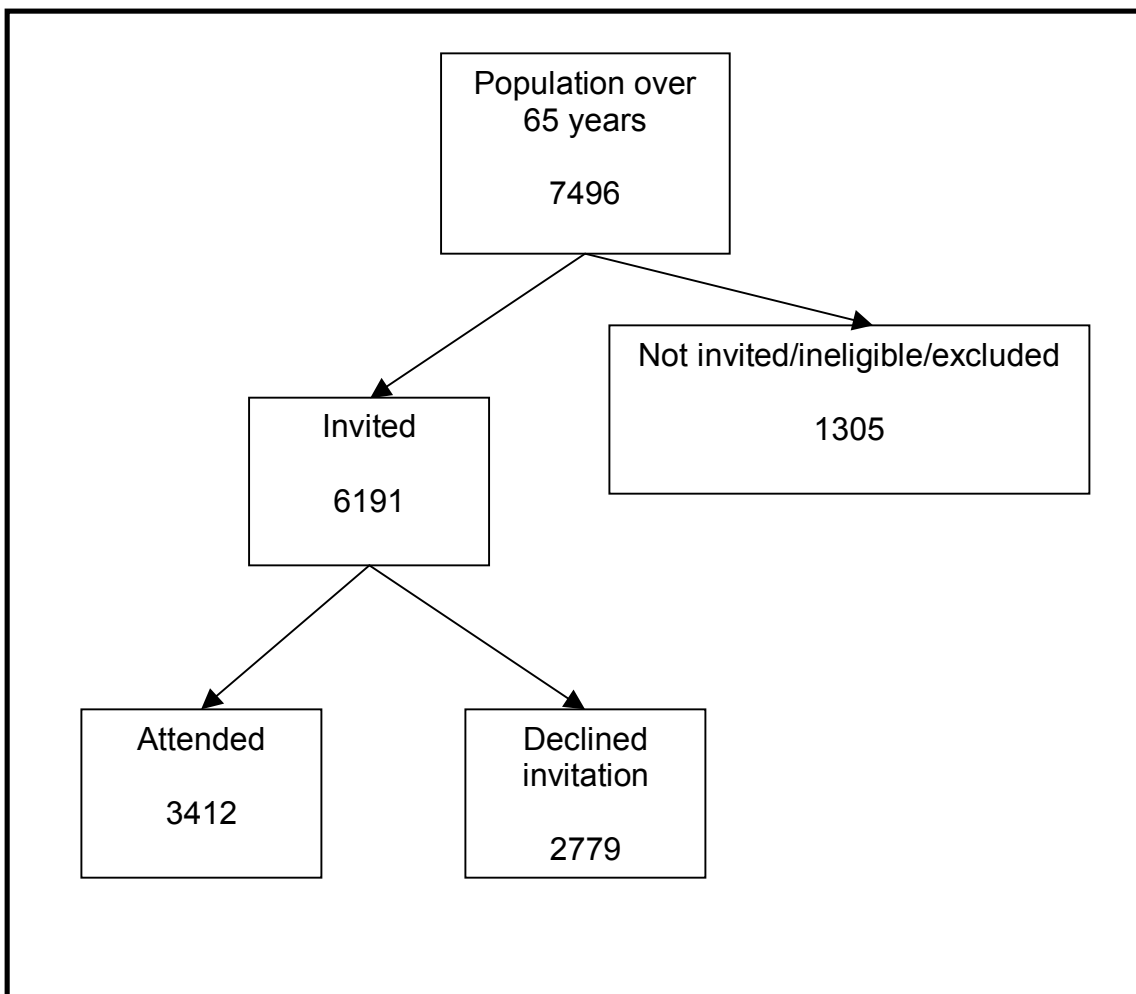 Population over
65 years
7496
Not invited/ineligible/excluded
1305
Invited
6191
Attended
3412
Declined
invitation
2779